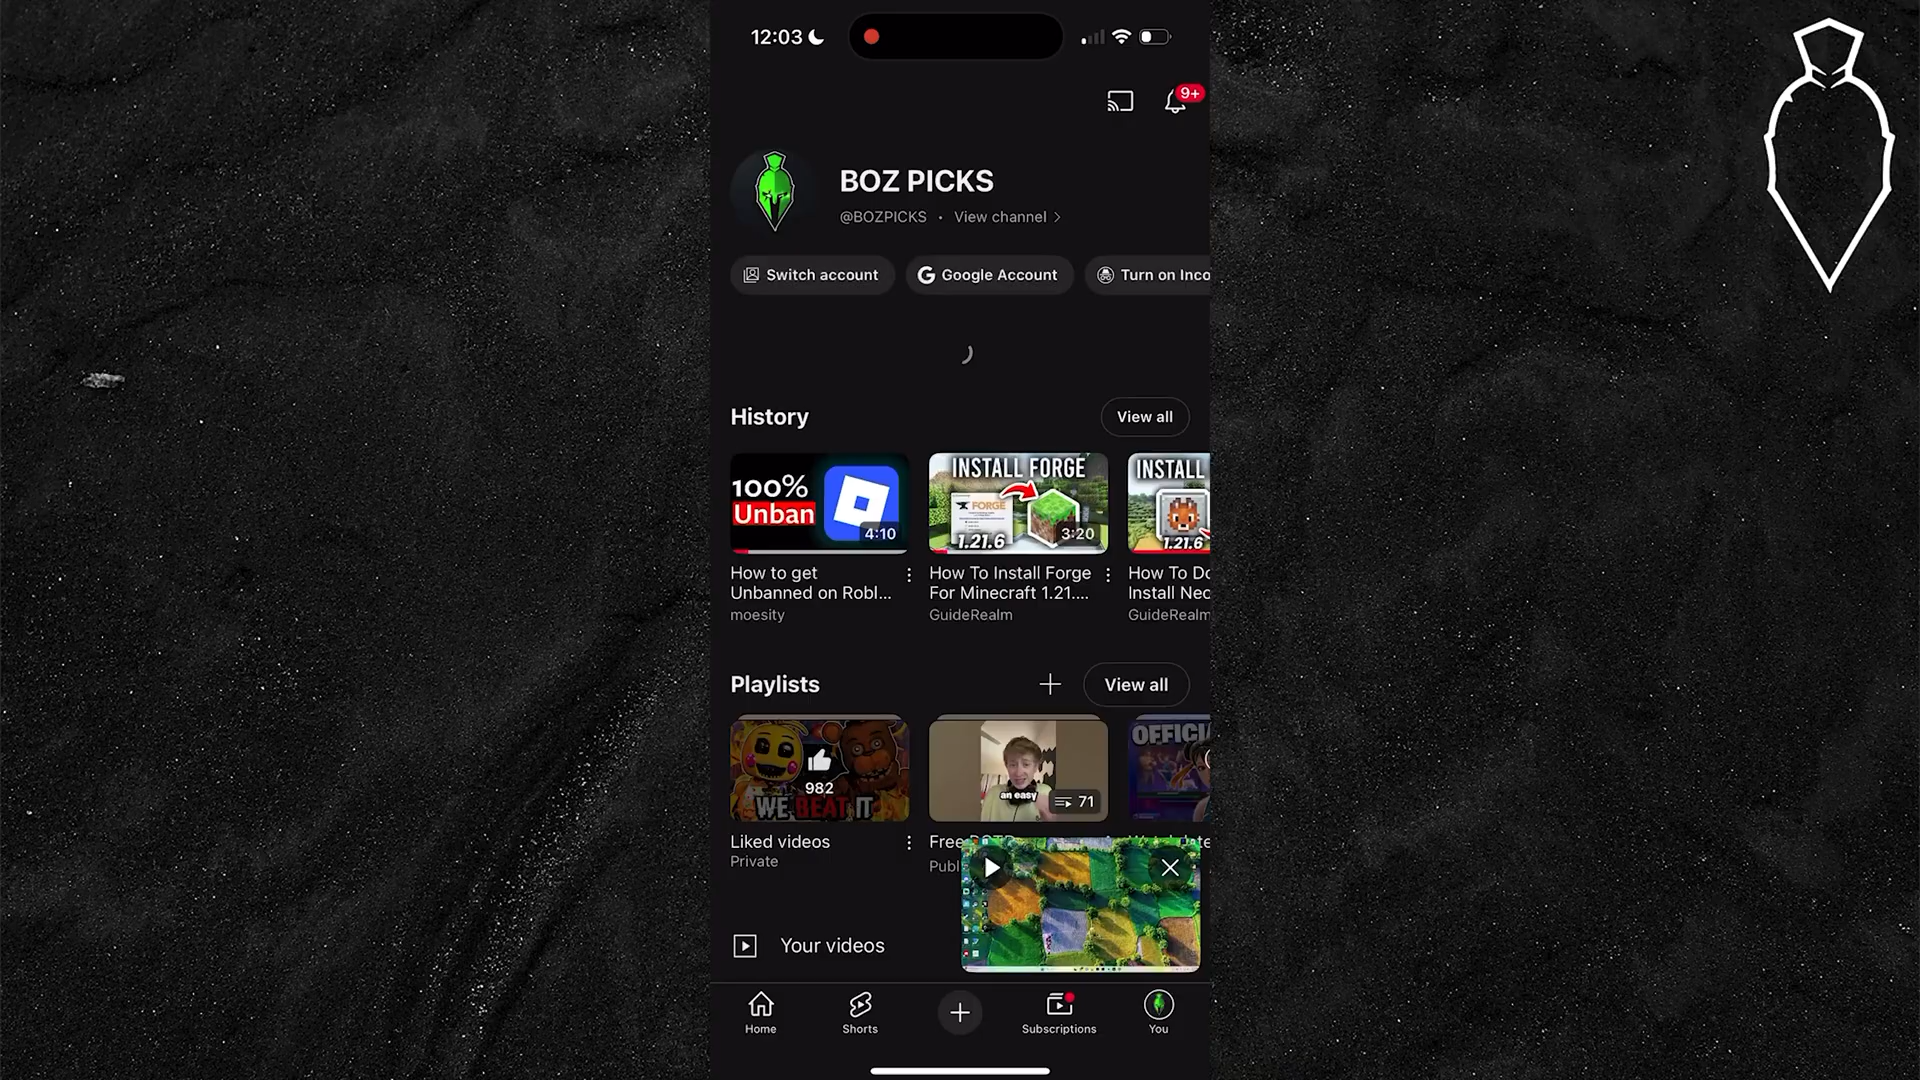 12:03
9+
BOZ PICKS
@BOZPICKS • View channel >
Switch account
Google Account
Turn on Inco
History
View all
100%
Unban
4:10
INSTALL FORGE
FORGE
1.21.6
3:20
INSTALL
1.21.6
How to get
Unbanned on Robl...
moesity
How To Install Forge
For Minecraft 1.21....
GuideRealm
How To Do
Install Neo
GuideRealm
Playlists
View all
982
WE BEAT IT
an easy
71
OFFICI
Liked videos
Private
Free
Publ
Your videos
Home
Shorts
Subscriptions
You